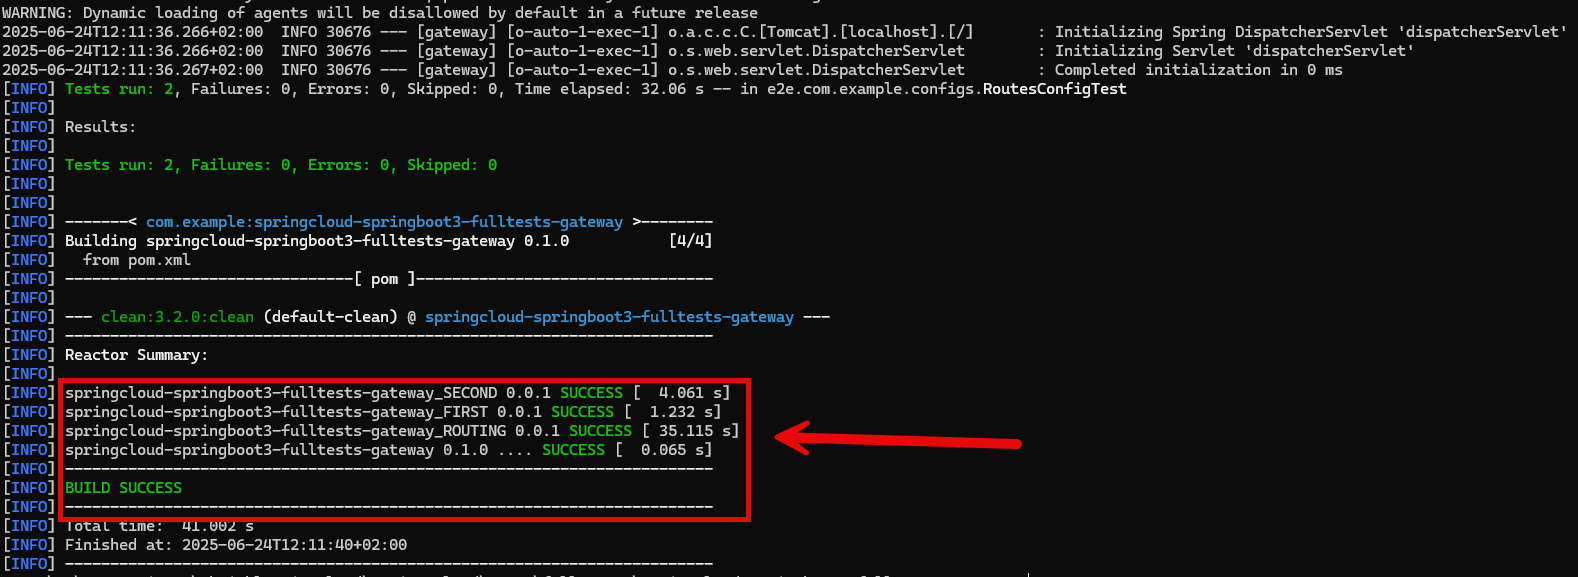 WARNING: Dynamic loading of agents will be disallowed by default in a future release
2025-06-24T12:11:36.266+02:00  INFO 30676 --- [gateway] [o-auto-1-exec-1] o.a.c.c.C.[Tomcat].[localhost].[/]       : Initializing Spring DispatcherServlet 'dispatcherServlet'
2025-06-24T12:11:36.266+02:00  INFO 30676 --- [gateway] [o-auto-1-exec-1] o.s.web.servlet.DispatcherServlet        : Initializing Servlet 'dispatcherServlet'
2025-06-24T12:11:36.267+02:00  INFO 30676 --- [gateway] [o-auto-1-exec-1] o.s.web.servlet.DispatcherServlet        : Completed initialization in 0 ms
[INFO] Tests run: 2, Failures: 0, Errors: 0, Skipped: 0, Time elapsed: 32.06 s -- in e2e.com.example.configs.RoutesConfigTest
[INFO]
[INFO] Results:
[INFO]
[INFO] Tests run: 2, Failures: 0, Errors: 0, Skipped: 0
[INFO]
[INFO]
[INFO] -------< com.example:springcloud-springboot3-fulltests-gateway >--------
[INFO] Building springcloud-springboot3-fulltests-gateway 0.1.0           [4/4]
[INFO]   from pom.xml
[INFO] --------------------------------[ pom ]---------------------------------
[INFO]
[INFO] --- clean:3.2.0:clean (default-clean) @ springcloud-springboot3-fulltests-gateway ---
[INFO] ------------------------------------------------------------------------
[INFO] Reactor Summary:
[INFO]
[INFO] springcloud-springboot3-fulltests-gateway_SECOND 0.0.1 SUCCESS [  4.061 s]
[INFO] springcloud-springboot3-fulltests-gateway_FIRST 0.0.1 SUCCESS [  1.232 s]
[INFO] springcloud-springboot3-fulltests-gateway_ROUTING 0.0.1 SUCCESS [ 35.115 s]
[INFO] springcloud-springboot3-fulltests-gateway 0.1.0 .... SUCCESS [  0.065 s]
[INFO] ------------------------------------------------------------------------
[INFO] BUILD SUCCESS
[INFO] ------------------------------------------------------------------------
[INFO] Total time:  41.002 s
[INFO] Finished at: 2025-06-24T12:11:40+02:00
[INFO] ------------------------------------------------------------------------